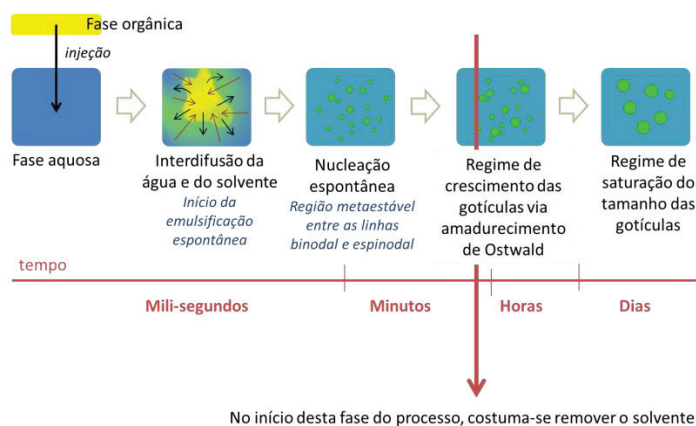 Fase orgânica
injeção
Fase aquosa
Interdifusão da
água e do solvente
Início da
emulsificação
espontânea
Nucleação
espontânea
Região metaestável
entre as linhas
binodal e espinodal
Regime de
crescimento das
gotículas via
amadurecimento
de Ostwald
Regime de
saturação do
tamanho das
gotículas
tempo
Mili-segundos
Minutos
Horas
Dias
No início desta fase do processo, costuma-se remover o solvente